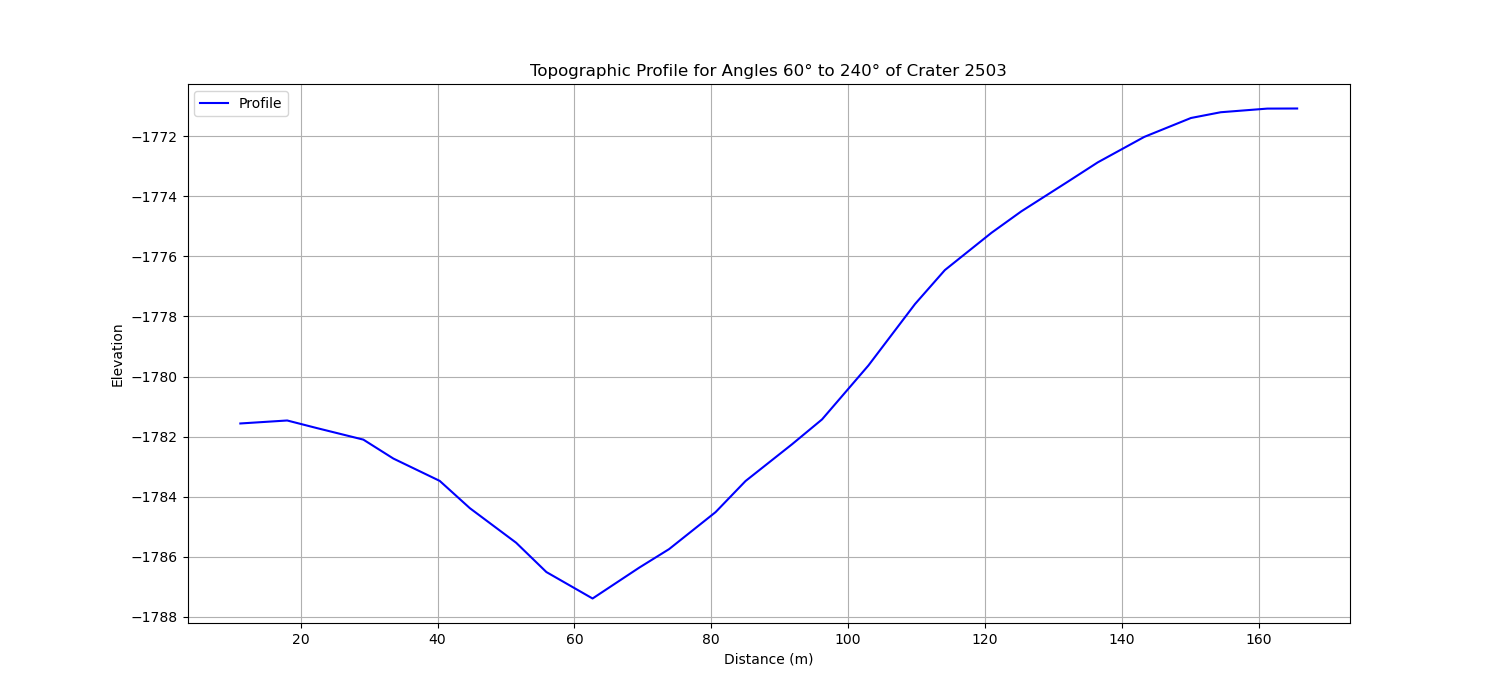 Topographic Profile for Angles 60° to 240° of Crater 2503
Profile
Elevation
−1772
−1774
−1776
−1778
−1780
−1782
−1784
−1786
−1788
20 40 60 80 100 120 140 160
Distance (m)